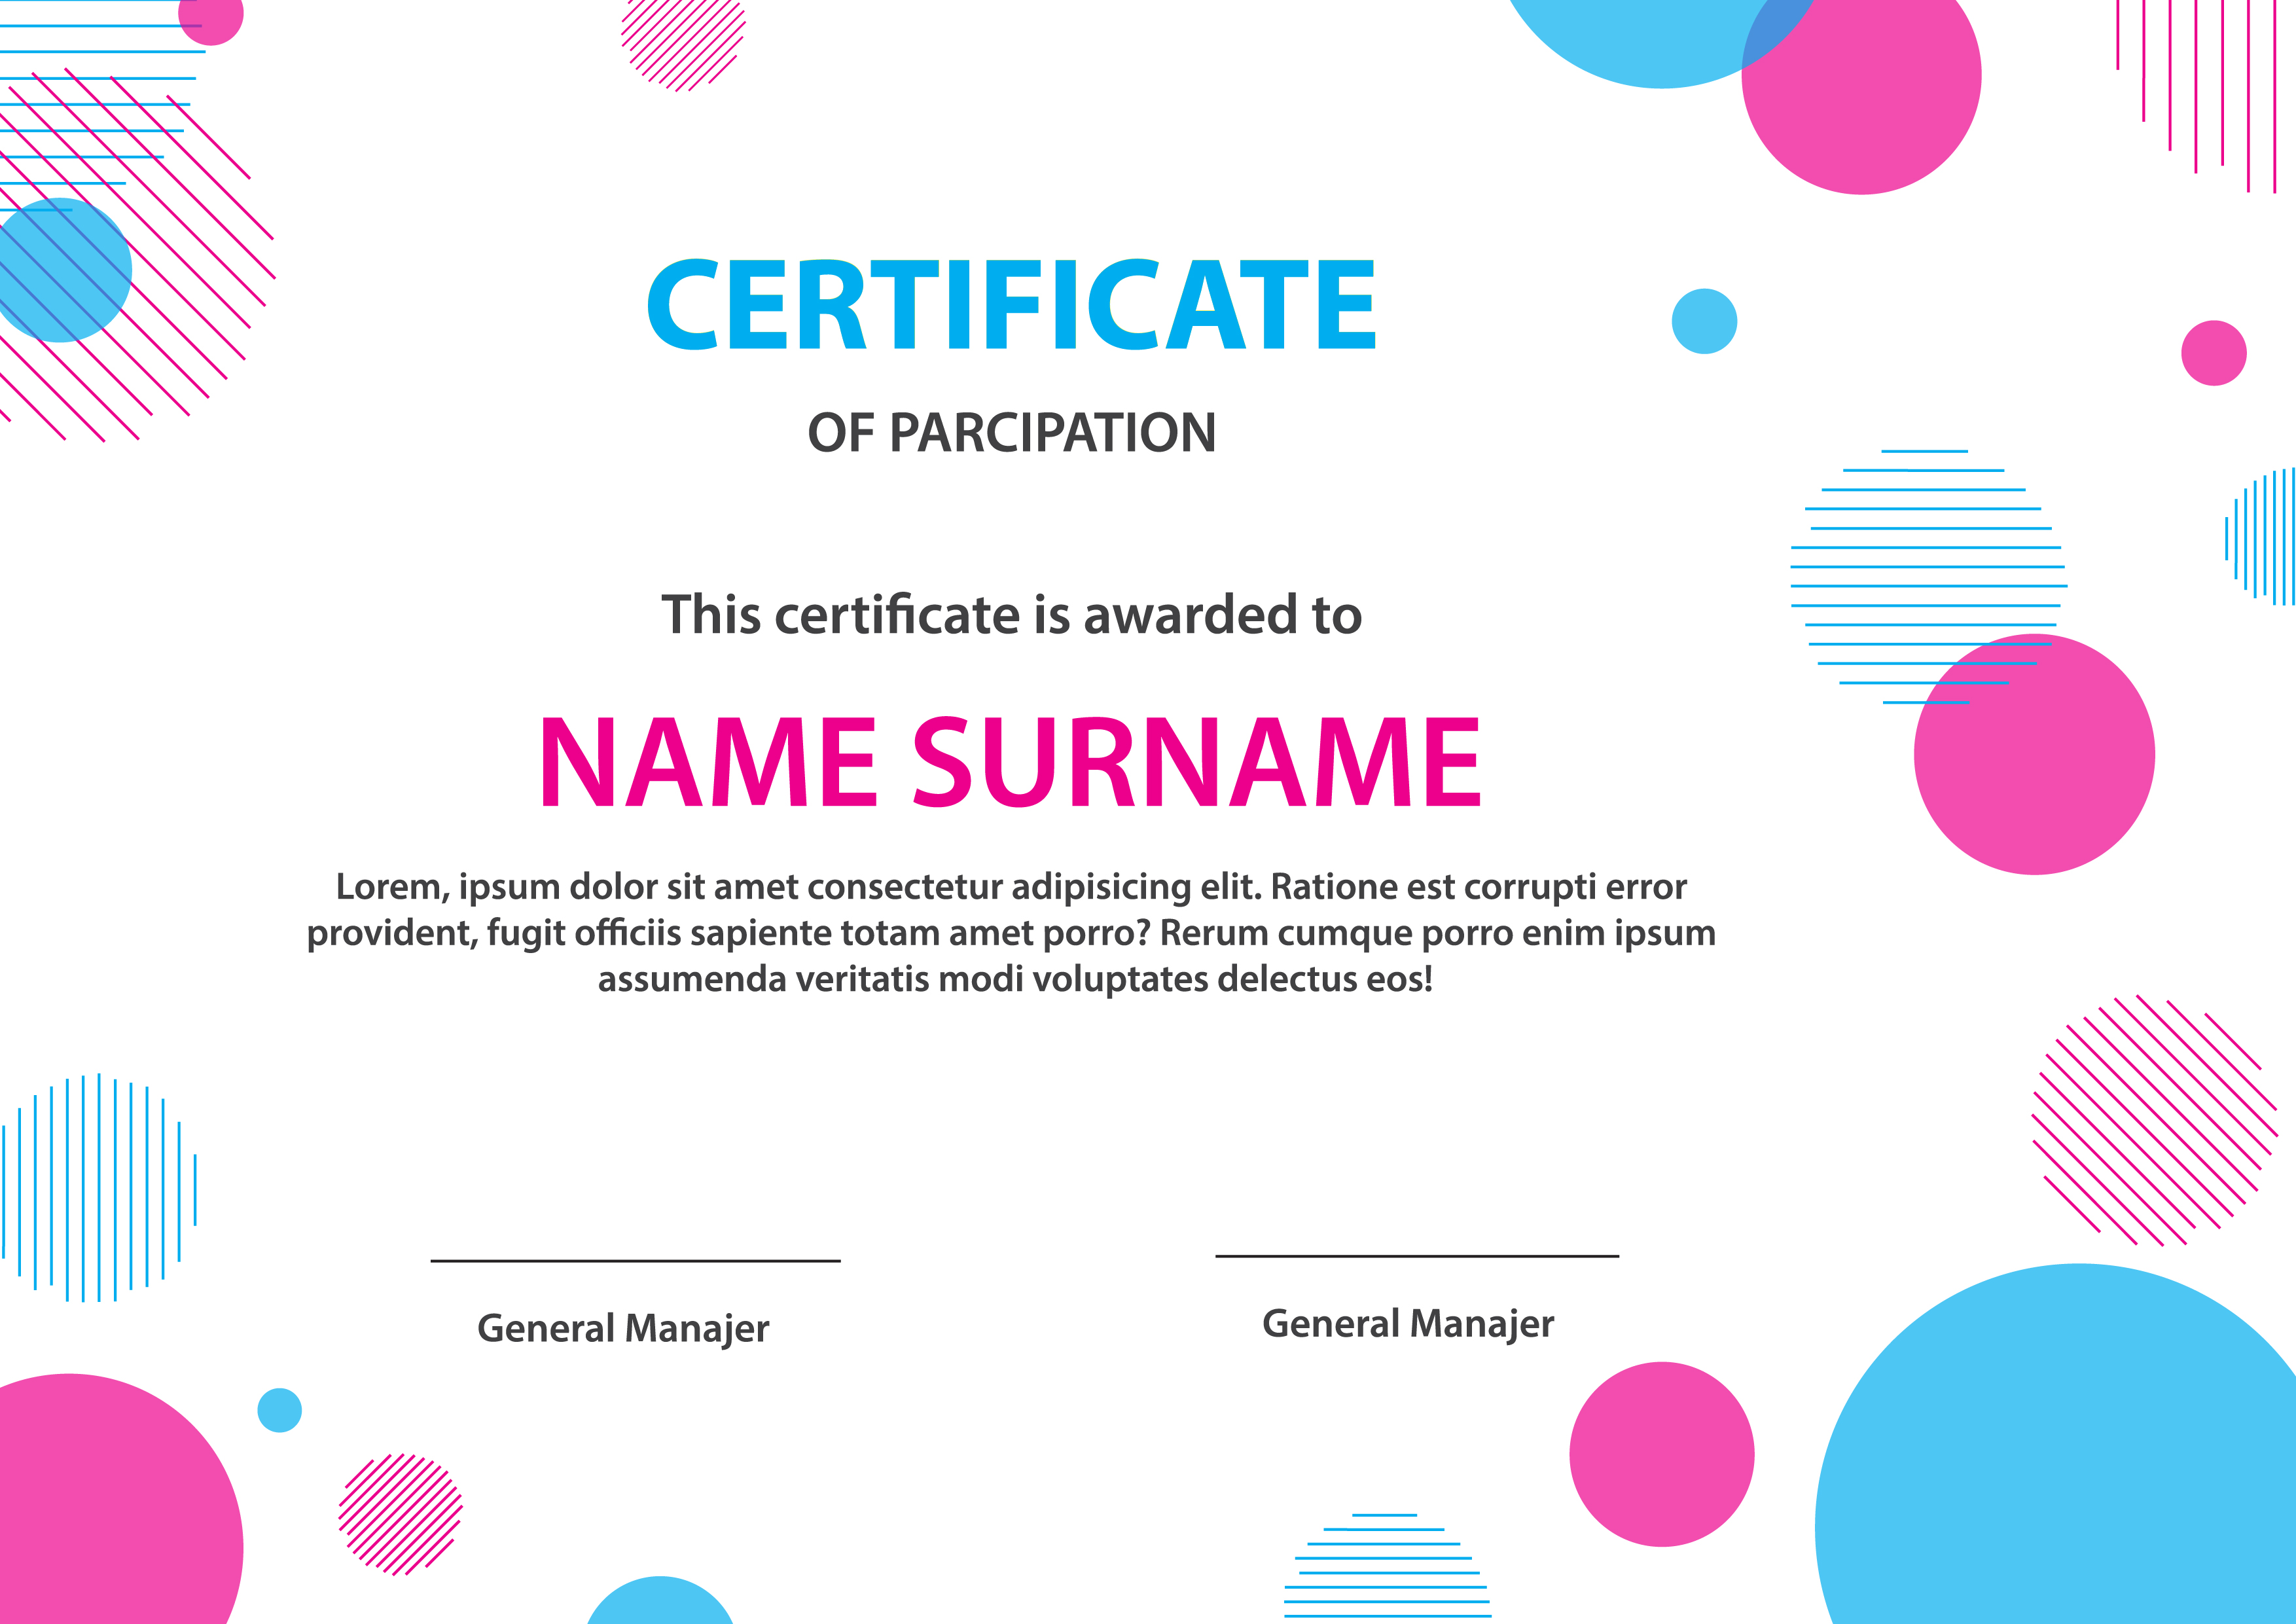 CERTIFICATE
OF PARCIPATION
This certificate is awarded to
NAME SURNAME
Lorem, ipsum dolor sit amet consectetur adipisicing elit. Ratione est corrupti error
provident, fugit officiis sapiente totam amet porro? Rerum cumque porro enim ipsum
assumenda veritatis modi voluptates delectus eos!
General Manajer
General Manajer